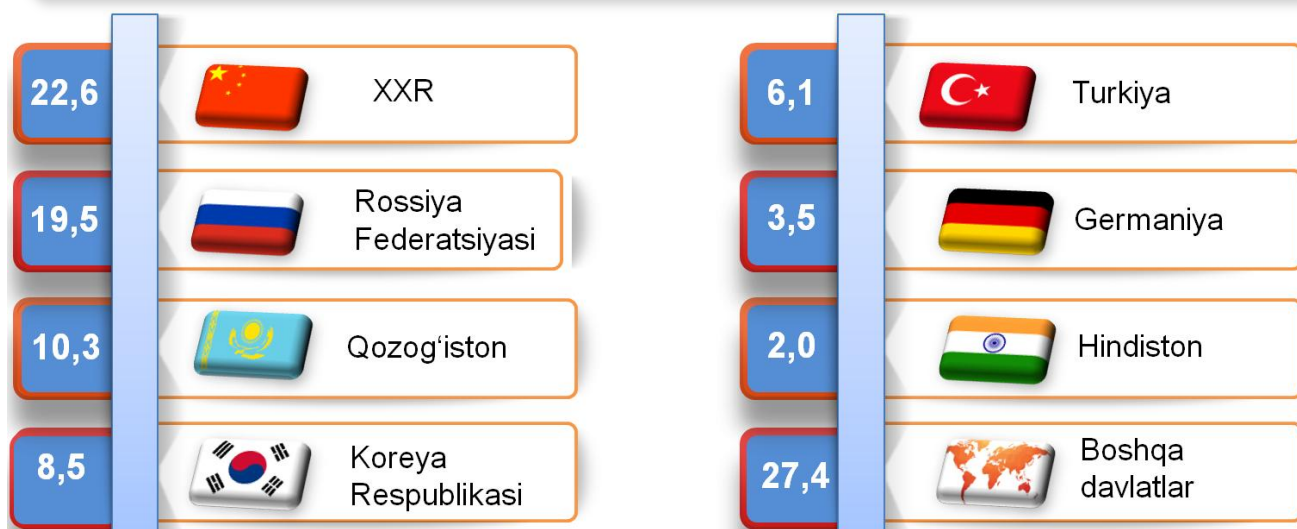 22,6
XXR
19,5
Rossiya
Federatsiyasi
10,3
Qozog‘iston
8,5
Koreya
Respublikasi
6,1
Turkiya
3,5
Germaniya
2,0
Hindiston
27,4
Boshqa
davlatlar